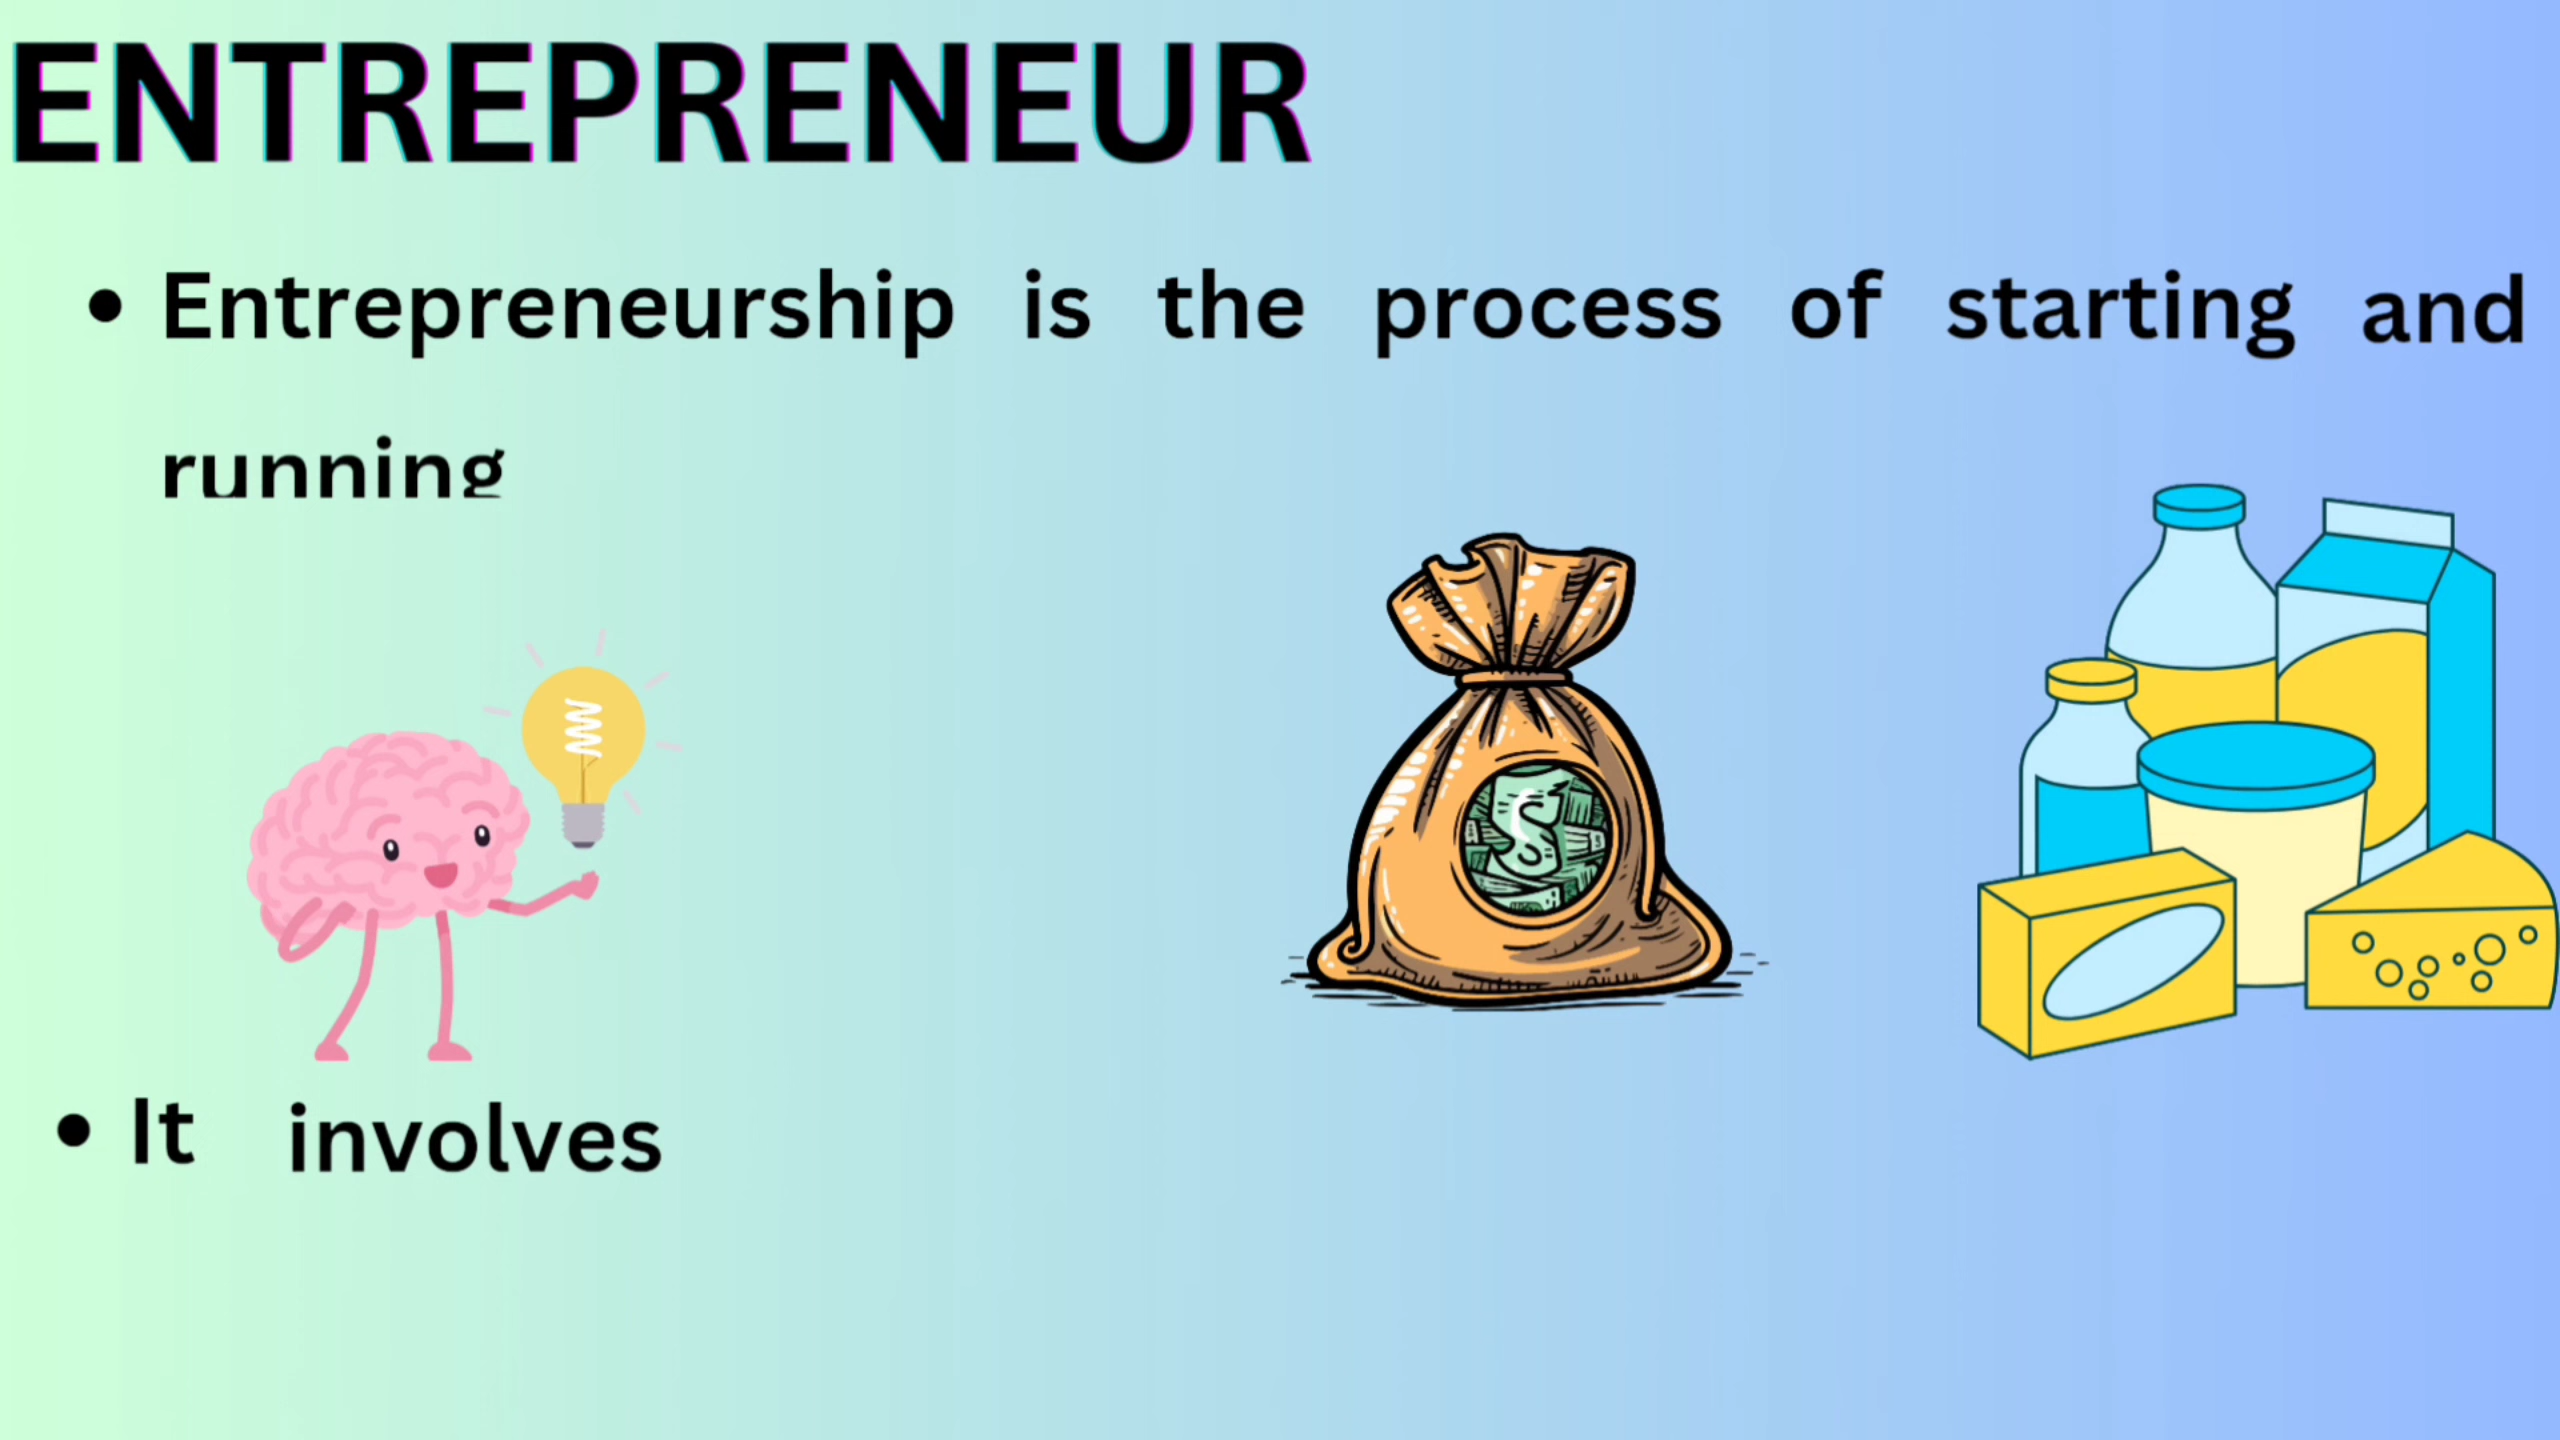 ENTREPRENEUR
• Entrepreneurship is the process of starting and
running
• It involves